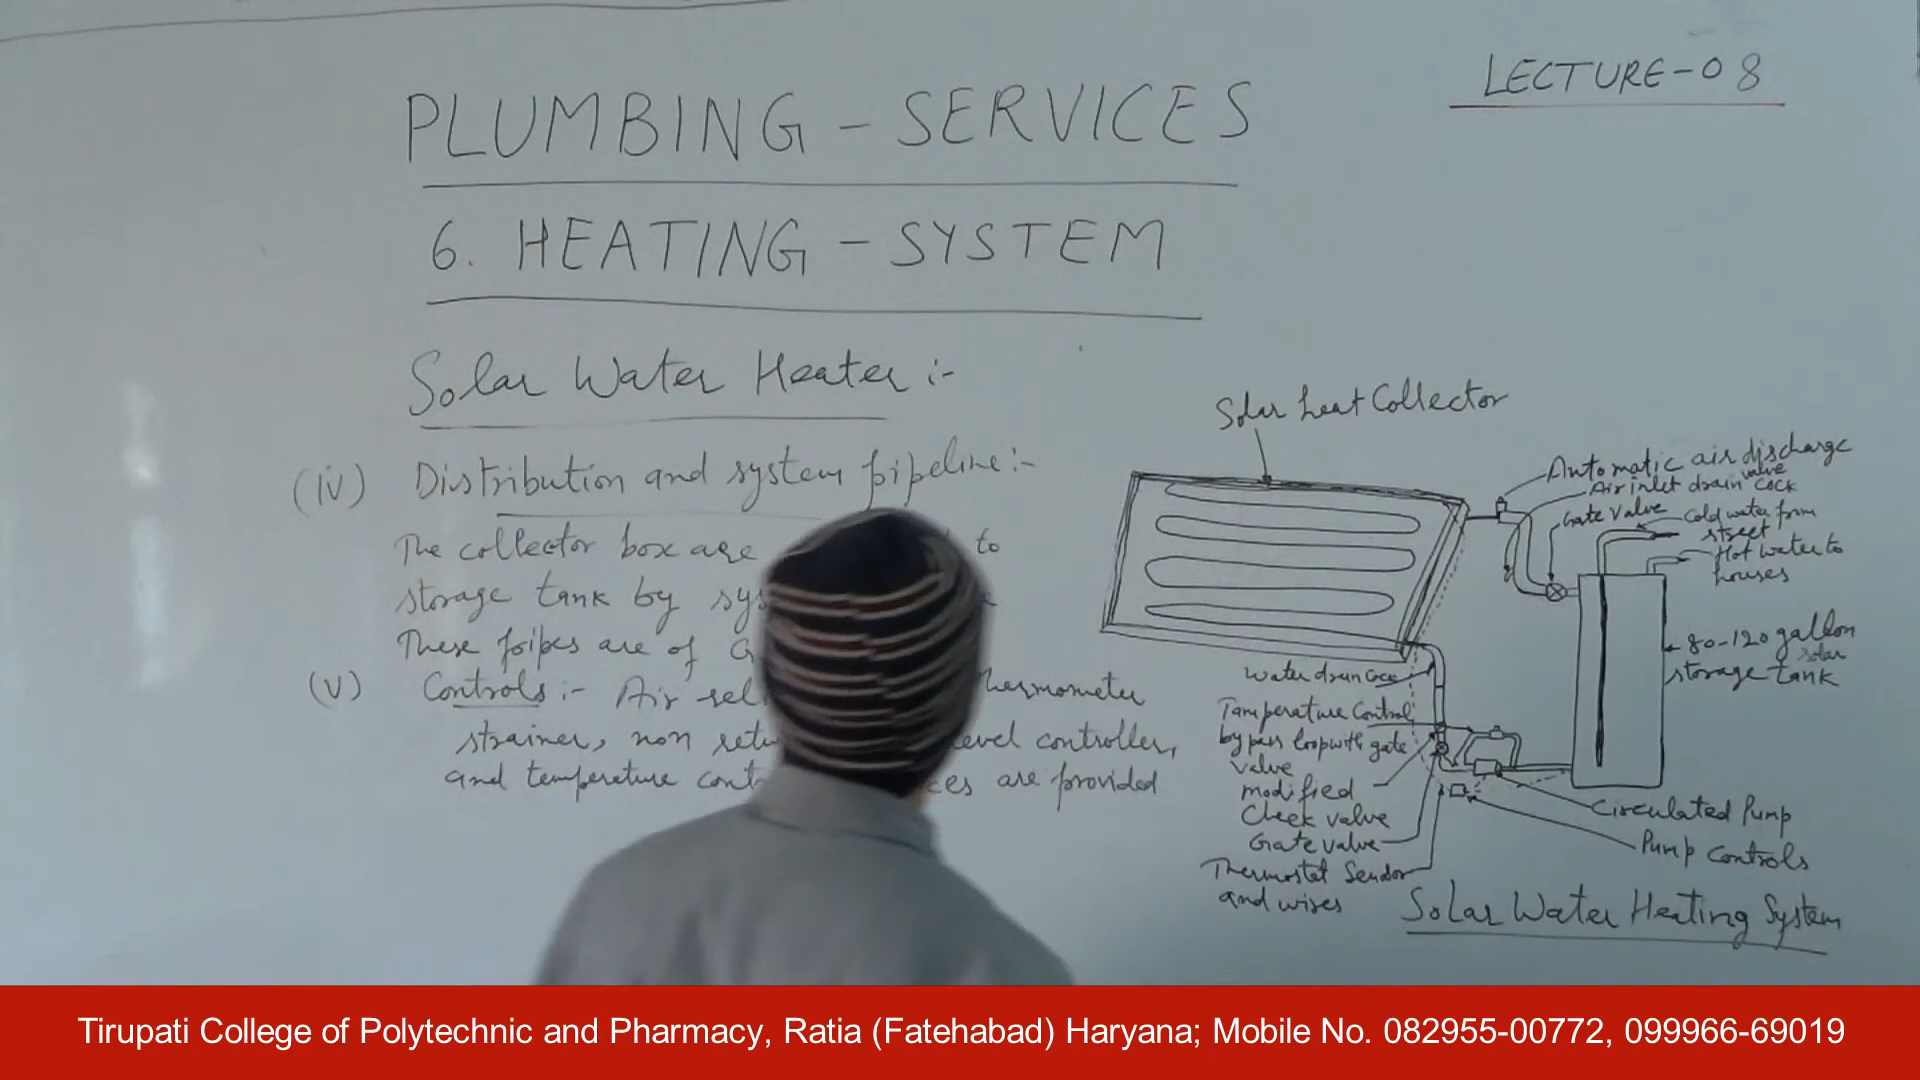 LECTURE-08
PLUMBING - SERVICES
6. HEATING - SYSTEM
Solar Water Heater :-
(iv) Distribution and system pipeline :-
The collector box are to
storage tank by
These pipes are of
(v) Controls :- Air thermometer
strainer, non level controller,
and temperature are provided
Solar heat Collector
Automatic air discharge
valve
Air inlet drain cock
Gate valve
Cold water from
street
Hot water to
houses
80-120 gallon
solar
storage tank
Water drain cock
Tamperature Control
by pass loop with gate
valve
modified
Check valve
Gate valve
Thermostat Sendor
and wires
Circulated Pump
Pump Controls
Solar Water Heating System
Tirupati College of Polytechnic and Pharmacy, Ratia (Fatehabad) Haryana; Mobile No. 082955-00772, 099966-69019